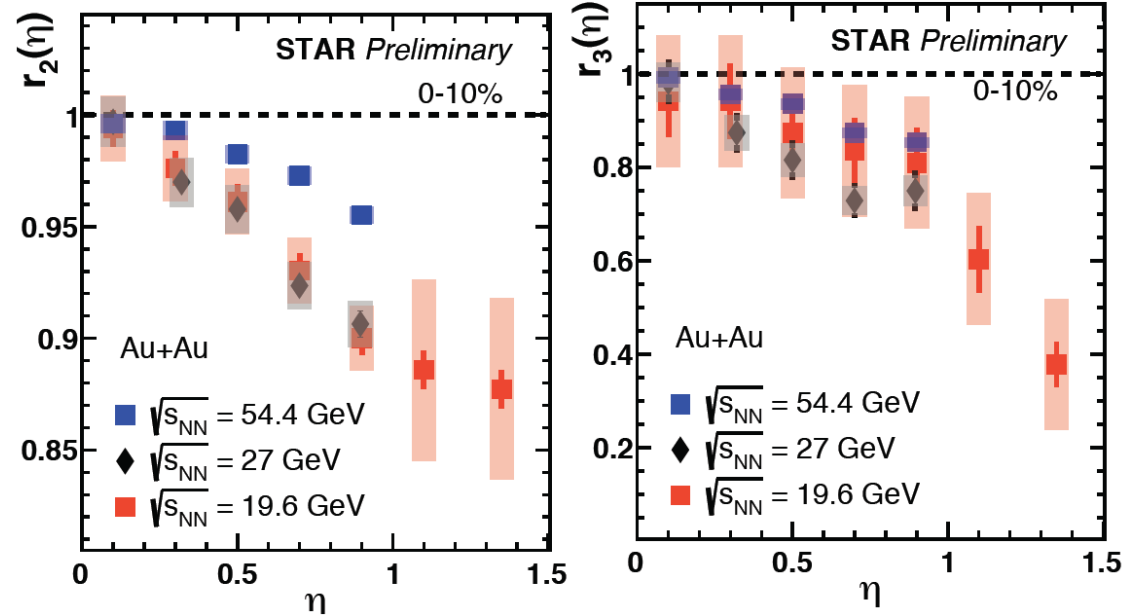 r2(η)
STAR Preliminary
0-10%
1
0.95
0.9
0.85
Au+Au
√sNN = 54.4 GeV
√sNN = 27 GeV
√sNN = 19.6 GeV
0 0.5 1 1.5
η
r3(η)
STAR Preliminary
0-10%
1
0.8
0.6
0.4
0.2
Au+Au
√sNN = 54.4 GeV
√sNN = 27 GeV
√sNN = 19.6 GeV
0 0.5 1 1.5
η